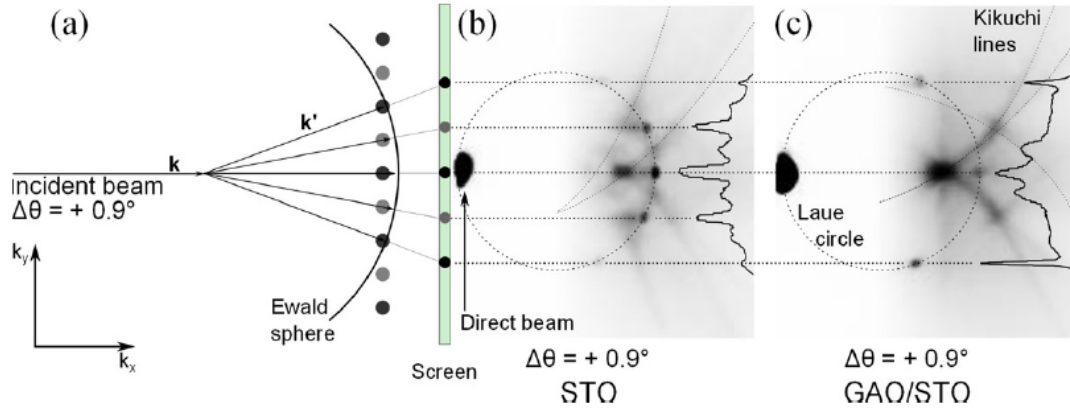 (a)
k'
k
incident beam
Δθ = + 0.9°
k_y
k_x
Ewald
sphere
Screen
(b)
Direct beam
Δθ = + 0.9°
STO
(c)
Kikuchi
lines
Laue
circle
Δθ = + 0.9°
GAO/STO